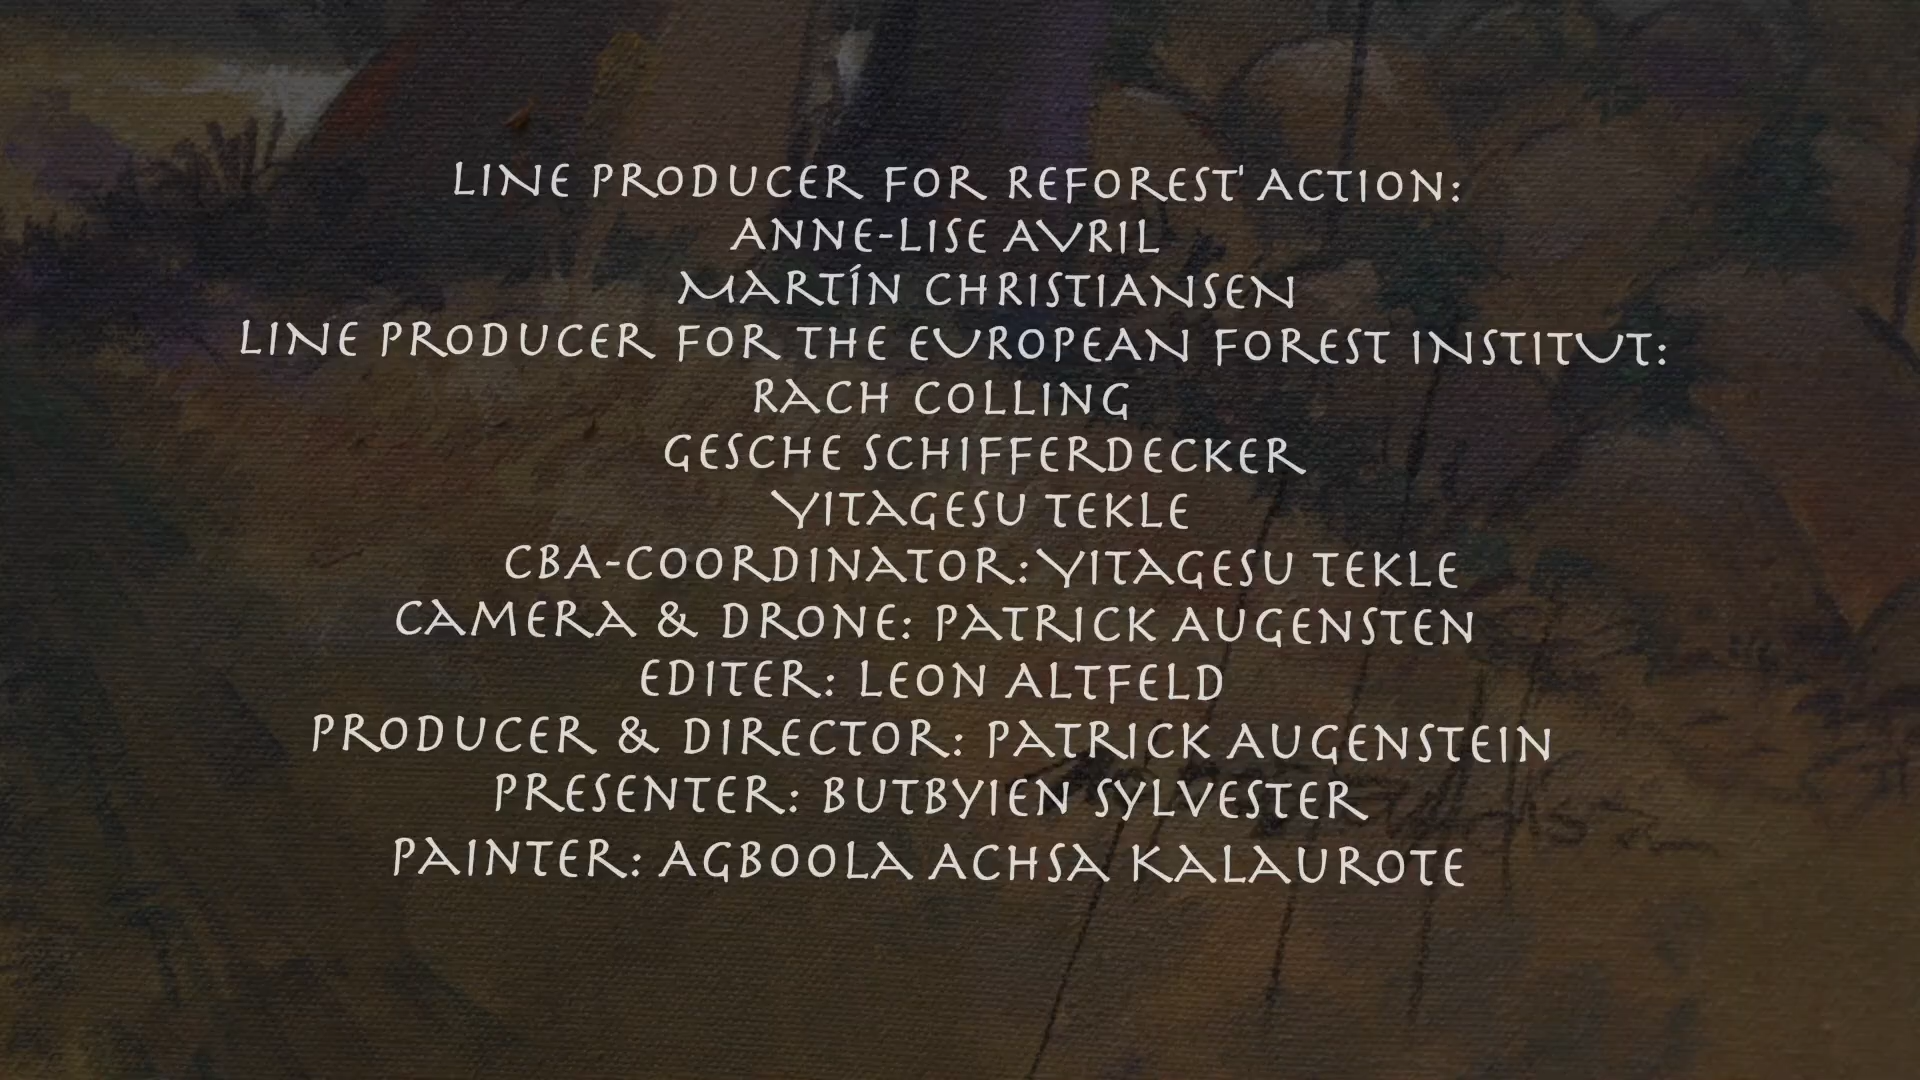 LINE PRODUCER FOR REFOREST' ACTION:
ANNE-LISE AVRIL
MARTÍN CHRISTIANSEN
LINE PRODUCER FOR THE EUROPEAN FOREST INSTITUT:
RACH COLLING
GESCHE SCHIFFERDECKER
YITAGESU TEKLE
CBA-COORDINATOR: YITAGESU TEKLE
CAMERA & DRONE: PATRICK AUGENSTEN
EDITER: LEON ALTFELD
PRODUCER & DIRECTOR: PATRICK AUGENSTEIN
PRESENTER: BUTBYIEN SYLVESTER
PAINTER: AGBOOLA ACHSA KALAUROTE